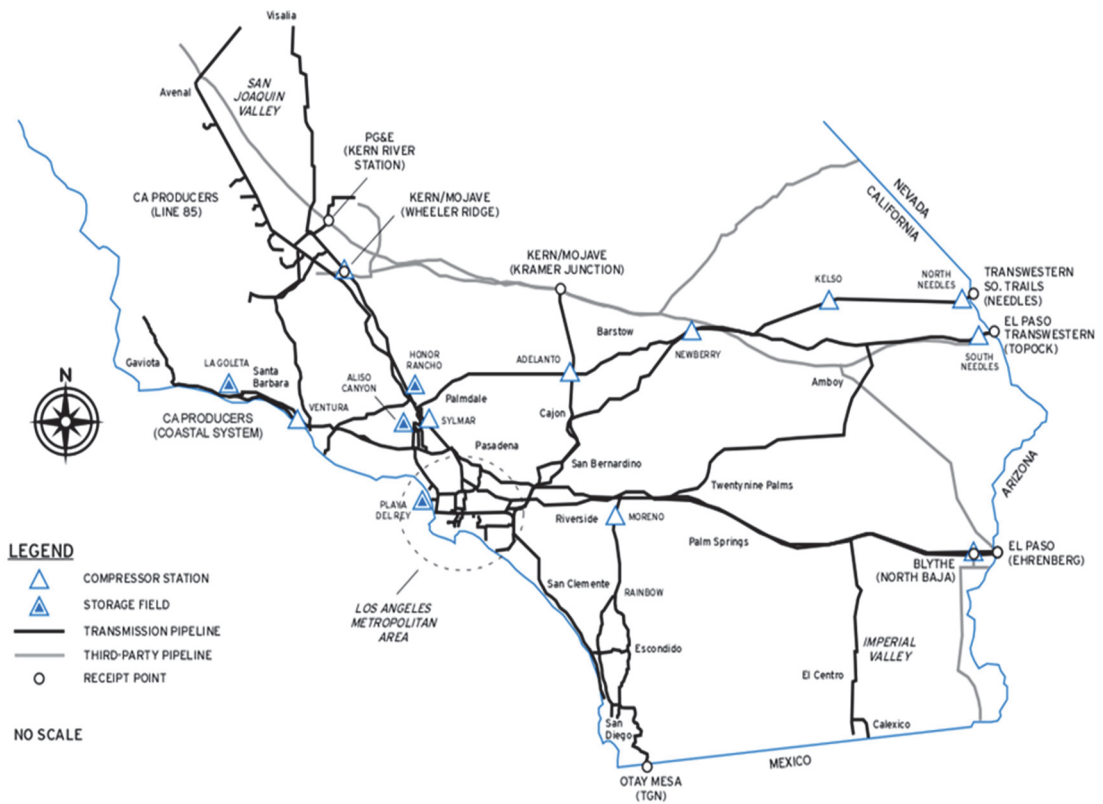 Visalia
SAN
JOAQUIN
VALLEY
Avenal
PG&E
(KERN RIVER
STATION)
CA PRODUCERS
(LINE 85)
KERN/MOJAVE
(WHEELER RIDGE)
NEVADA
CALIFORNIA
KERN/MOJAVE
(KRAMER JUNCTION)
KELSO
NORTH
NEEDLES
TRANSWESTERN
SO. TRAILS
(NEEDLES)
EL PASO
TRANSWESTERN
(TOPOCK)
Barstow
NEWBERRY
SOUTH
NEEDLES
ADELANTO
Amboy
Gaviota
LA GOLETA
Santa
Barbara
HONOR
RANCHO
ALISO
CANYON
Palmdale
N
VENTURA
CA PRODUCERS
(COASTAL SYSTEM)
SYLMAR
Cajon
Pasadena
San Bernardino
ARIZONA
Twentynine Palms
PLAYA
DEL REY
Riverside
MORENO
Palm Springs
BLYTHE
(NORTH BAJA)
EL PASO
(EHRENBERG)
LEGEND
COMPRESSOR STATION
STORAGE FIELD
TRANSMISSION PIPELINE
THIRD-PARTY PIPELINE
RECEIPT POINT
NO SCALE
LOS ANGELES
METROPOLITAN
AREA
San Clemente
RAINBOW
Escondido
IMPERIAL
VALLEY
El Centro
Calexico
San
Diego
MEXICO
OTAY MESA
(TGN)